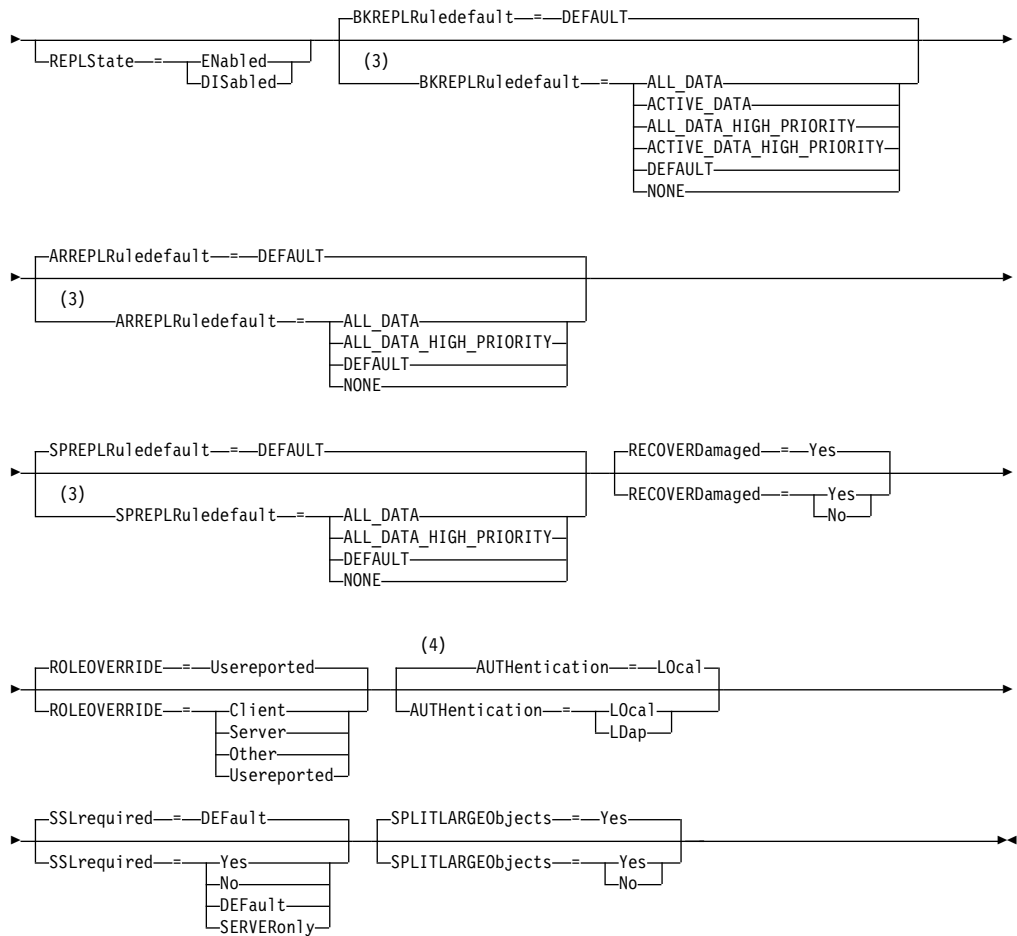 BKREPLRuledefault = DEFAULT
REPLState = ENabled
DISabled
(3)
BKREPLRuledefault = ALL_DATA
ACTIVE_DATA
ALL_DATA_HIGH_PRIORITY
ACTIVE_DATA_HIGH_PRIORITY
DEFAULT
NONE
ARREPLRuledefault = DEFAULT
(3)
ARREPLRuledefault = ALL_DATA
ALL_DATA_HIGH_PRIORITY
DEFAULT
NONE
SPREPLRuledefault = DEFAULT
RECOVERDamaged = Yes
(3)
SPREPLRuledefault = ALL_DATA
ALL_DATA_HIGH_PRIORITY
DEFAULT
NONE
RECOVERDamaged = Yes
No
ROLEOVERRIDE = Usereported
(4)
AUTHentication = LOcal
ROLEOVERRIDE = Client
Server
Other
Usereported
AUTHentication = LOcal
LDap
SSLrequired = DEFault
SPLITLARGEObjects = Yes
SSLrequired = Yes
No
DEFault
SERVERonly
SPLITLARGEObjects = Yes
No